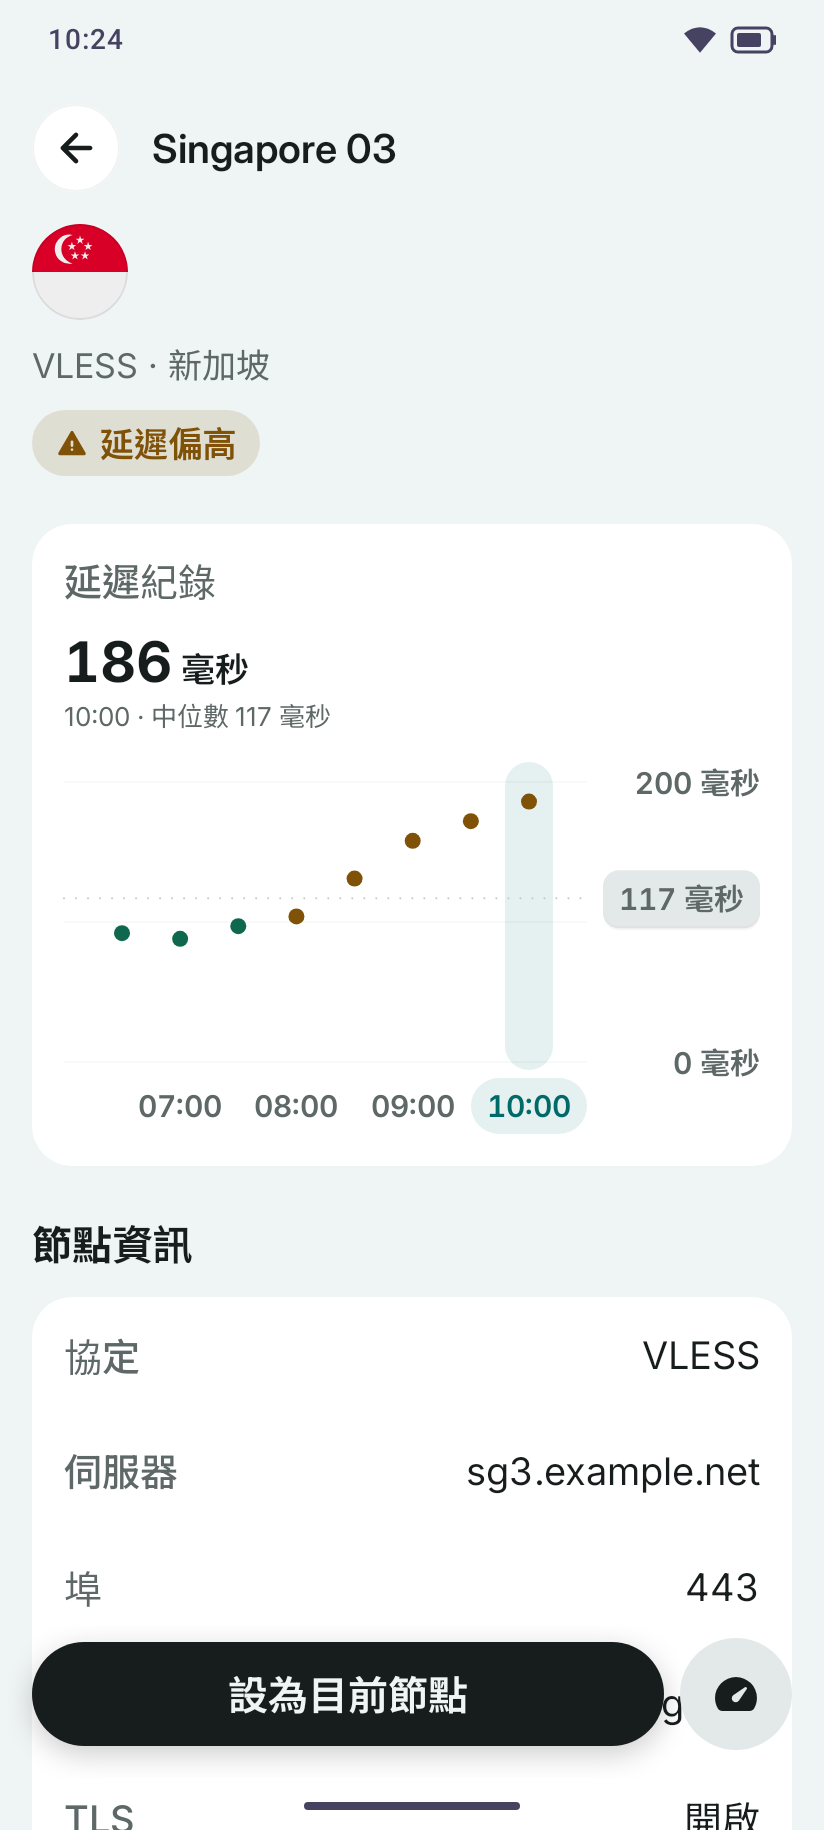 10:24
Singapore 03
VLESS · 新加坡
延遲偏高
延遲紀錄
186 毫秒
10:00 · 中位數 117 毫秒
200 毫秒
117 毫秒
0 毫秒
07:00 08:00 09:00 10:00
節點資訊
協定 VLESS
伺服器 sg3.example.net
埠 443
設為目前節點
g
TLS 開啟